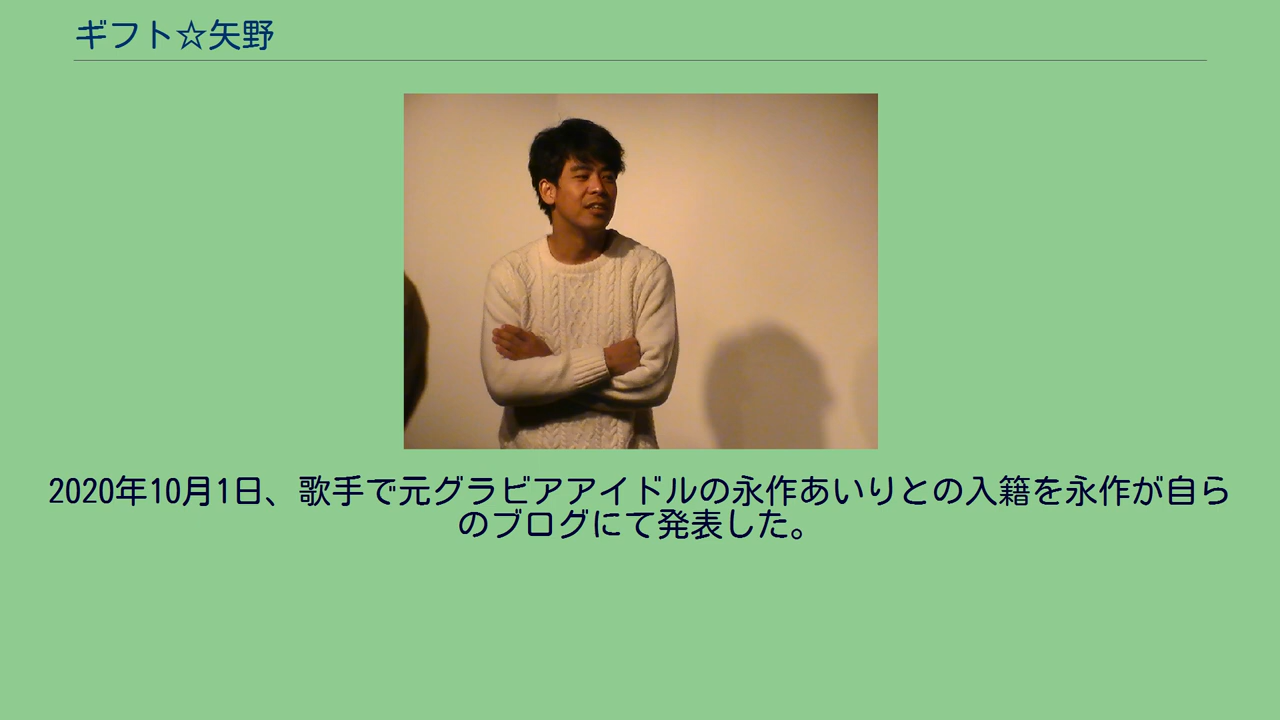 ギフト☆矢野
2020年10月1日、歌手で元グラビアアイドルの永作あいりとの入籍を永作が自ら
のブログにて発表した。